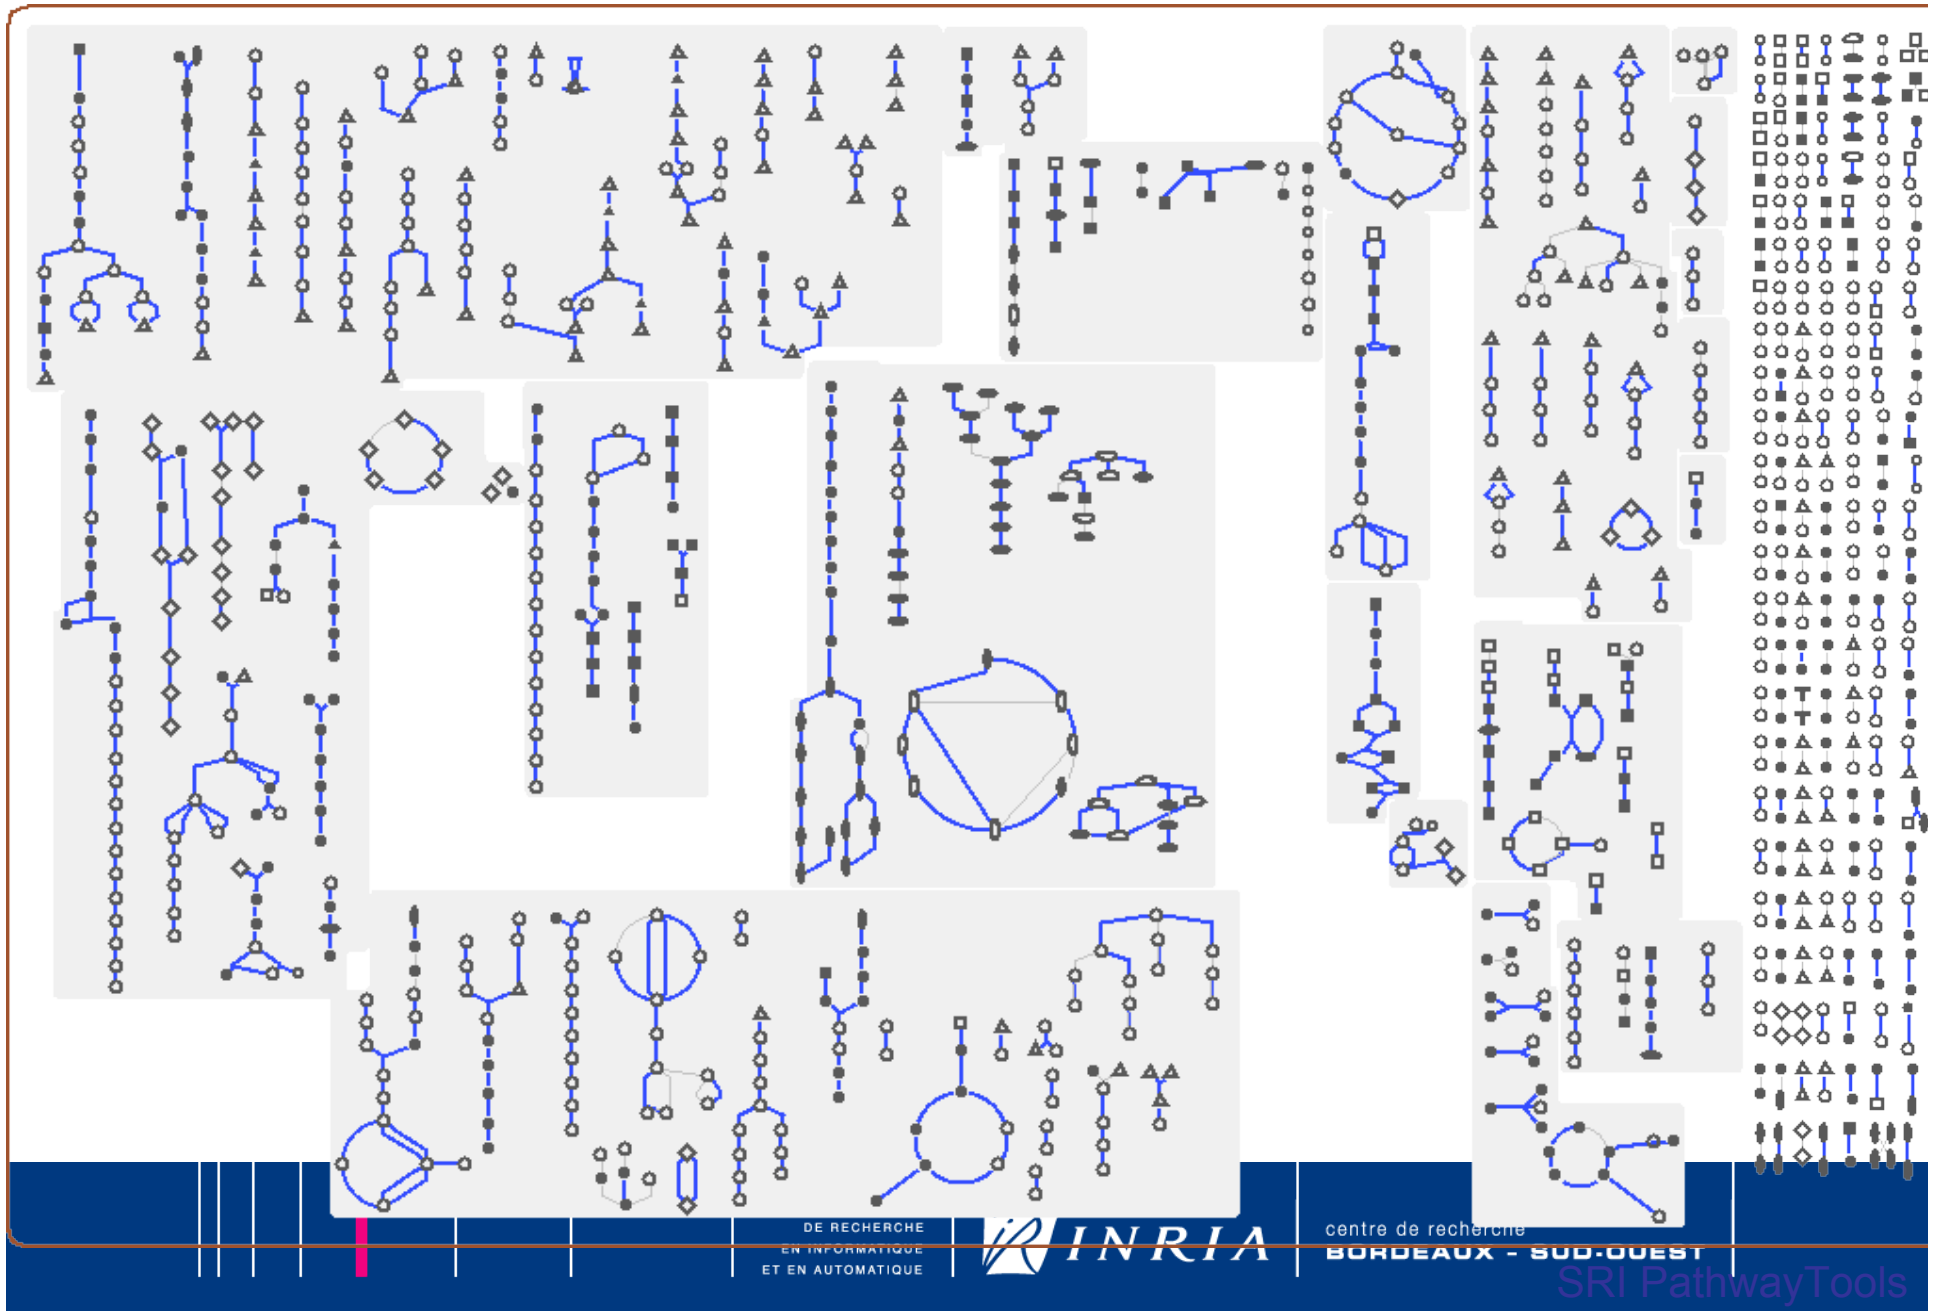 DE RECHERCHE
EN INFORMATIQUE
ET EN AUTOMATIQUE
INRIA
centre de recherche
BORDEAUX - SUD-OUEST
SRI PathwayTools